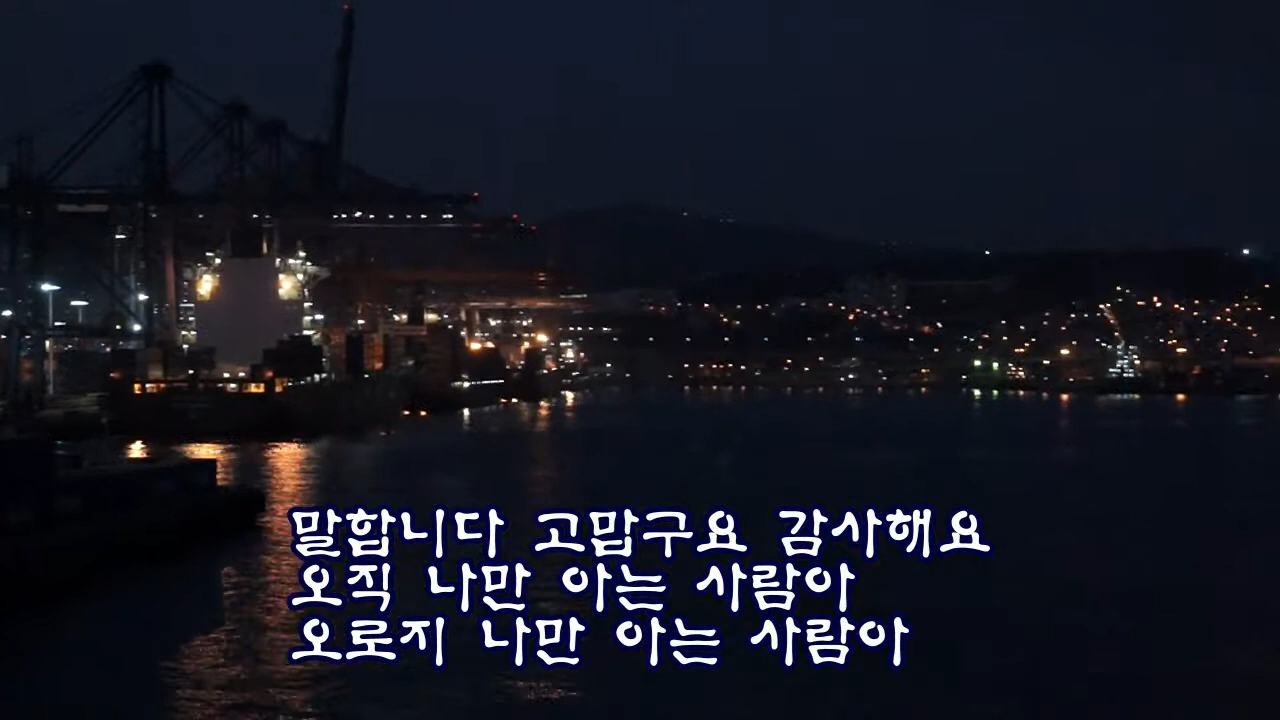 말합니다 고맙구요 감사해요
오직 나만 아는 사람아
오로지 나만 아는 사람아